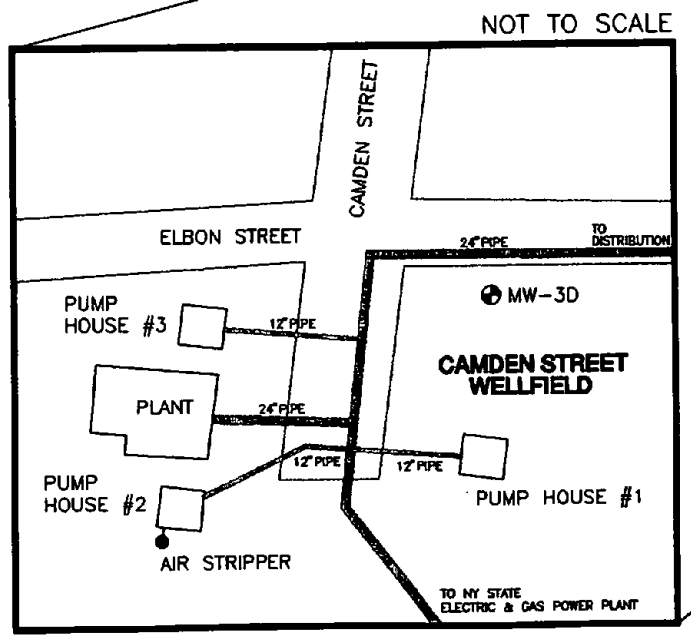 NOT TO SCALE
CAMDEN STREET
ELBON STREET
24" PIPE
TO
DISTRIBUTION
PUMP
HOUSE #3
12" PIPE
MW-3D
CAMDEN STREET
WELLFIELD
PLANT
24" PIPE
12" PIPE
12" PIPE
PUMP
HOUSE #2
PUMP HOUSE #1
AIR STRIPPER
TO NY STATE
ELECTRIC & GAS POWER PLANT